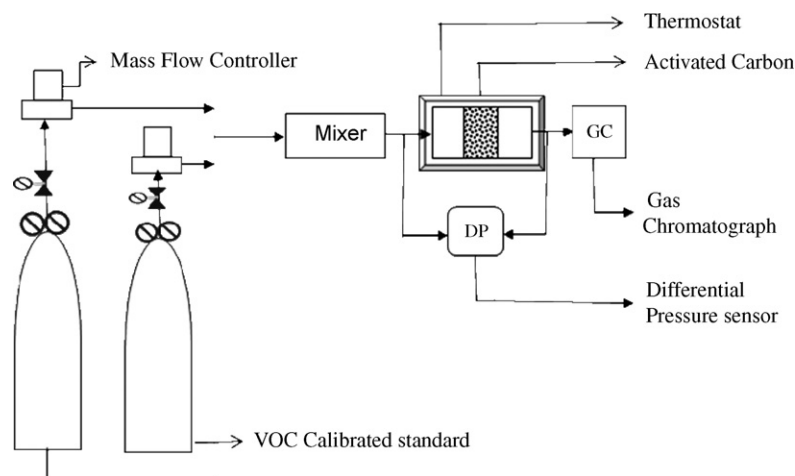 Thermostat
Mass Flow Controller
Activated Carbon
Mixer
GC
Gas
Chromatograph
DP
Differential
Pressure sensor
VOC Calibrated standard